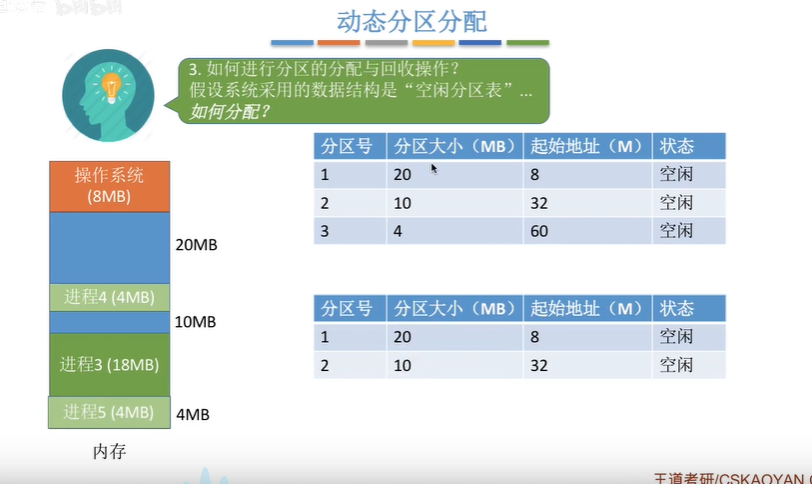 动态分区分配
3. 如何进行分区的分配与回收操作？
假设系统采用的数据结构是“空闲分区表”...
如何分配？
分区号 分区大小（MB） 起始地址（M） 状态
1 20 8 空闲
2 10 32 空闲
3 4 60 空闲
操作系统
(8MB)
20MB
进程4 (4MB)
10MB
进程3 (18MB)
进程5 (4MB) 4MB
内存
分区号 分区大小（MB） 起始地址（M） 状态
1 20 8 空闲
2 10 32 空闲
王道考研/CSKAOYAN.